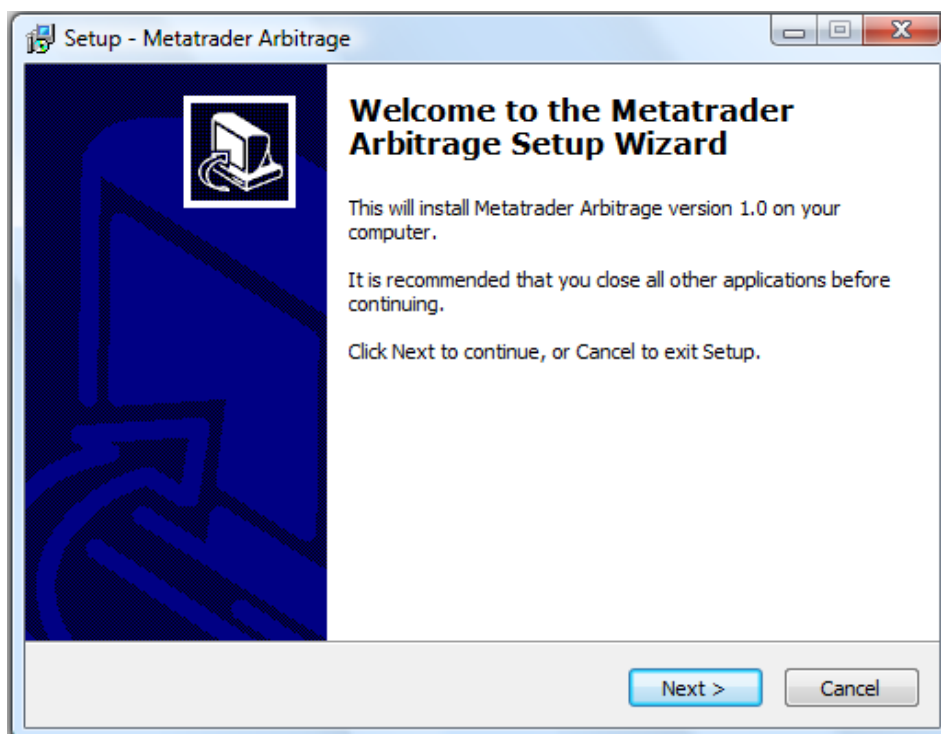 Setup - Metatrader Arbitrage
Welcome to the Metatrader
Arbitrage Setup Wizard
This will install Metatrader Arbitrage version 1.0 on your
computer.
It is recommended that you close all other applications before
continuing.
Click Next to continue, or Cancel to exit Setup.
Next >
Cancel